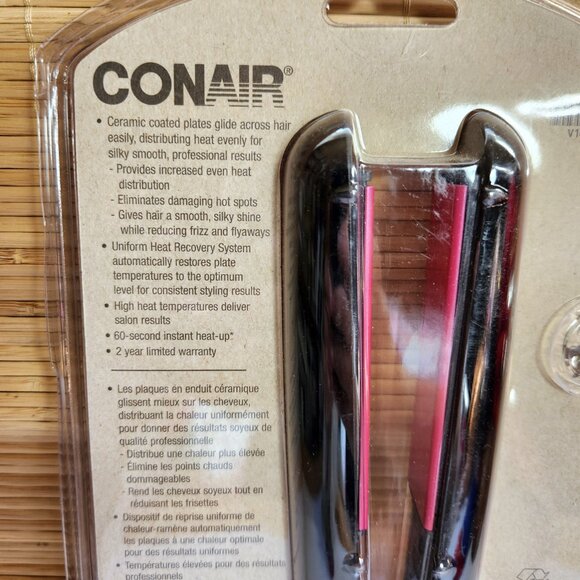 CONAIR®
• Ceramic coated plates glide across hair
easily, distributing heat evenly for
silky smooth, professional results
- Provides increased even heat
distribution
- Eliminates damaging hot spots
- Gives hair a smooth, silky shine
while reducing frizz and flyaways
• Uniform Heat Recovery System
automatically restores plate
temperatures to the optimum
level for consistent styling results
• High heat temperatures deliver
salon results
• 60-second instant heat-up*
• 2 year limited warranty
• Les plaques en enduit céramique
glissent mieux sur les cheveux,
distribuant la chaleur uniformément
pour donner des résultats soyeux de
qualité professionnelle
- Distribue une chaleur plus élevée
- Élimine les points chauds
dommageables
- Rend les cheveux soyeux tout en
réduisant les frisettes
• Dispositif de reprise uniforme de
chaleur-ramène automatiquement
les plaques à une chaleur optimale
pour des résultats uniformes
• Températures élevées pour des résultats
professionnels